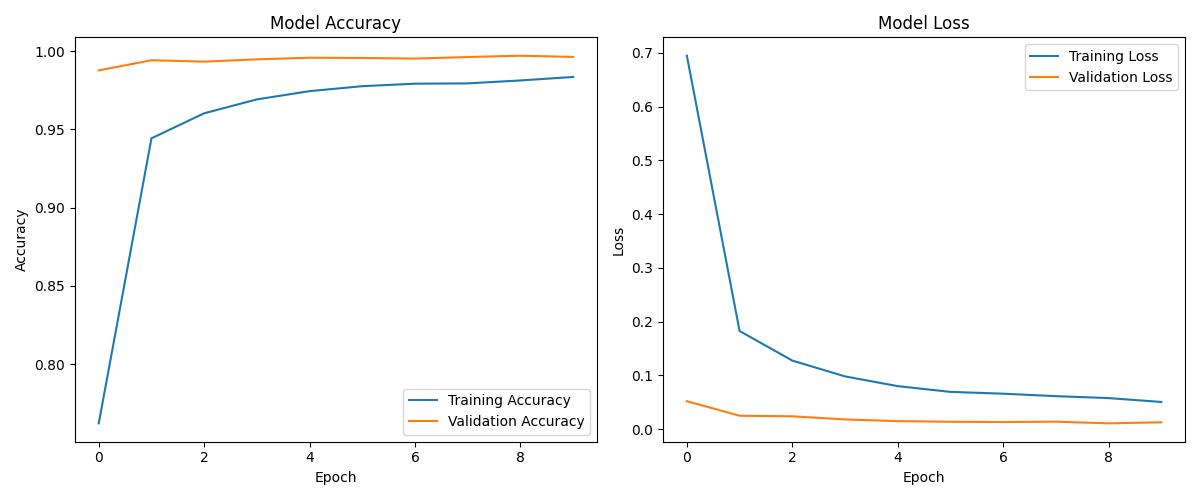 Model Accuracy
1.00
0.95
0.90
0.85
0.80
Accuracy
0
2
4
6
8
Epoch
Training Accuracy
Validation Accuracy
Model Loss
0.7
0.6
0.5
0.4
0.3
0.2
0.1
0.0
Loss
0
2
4
6
8
Epoch
Training Loss
Validation Loss